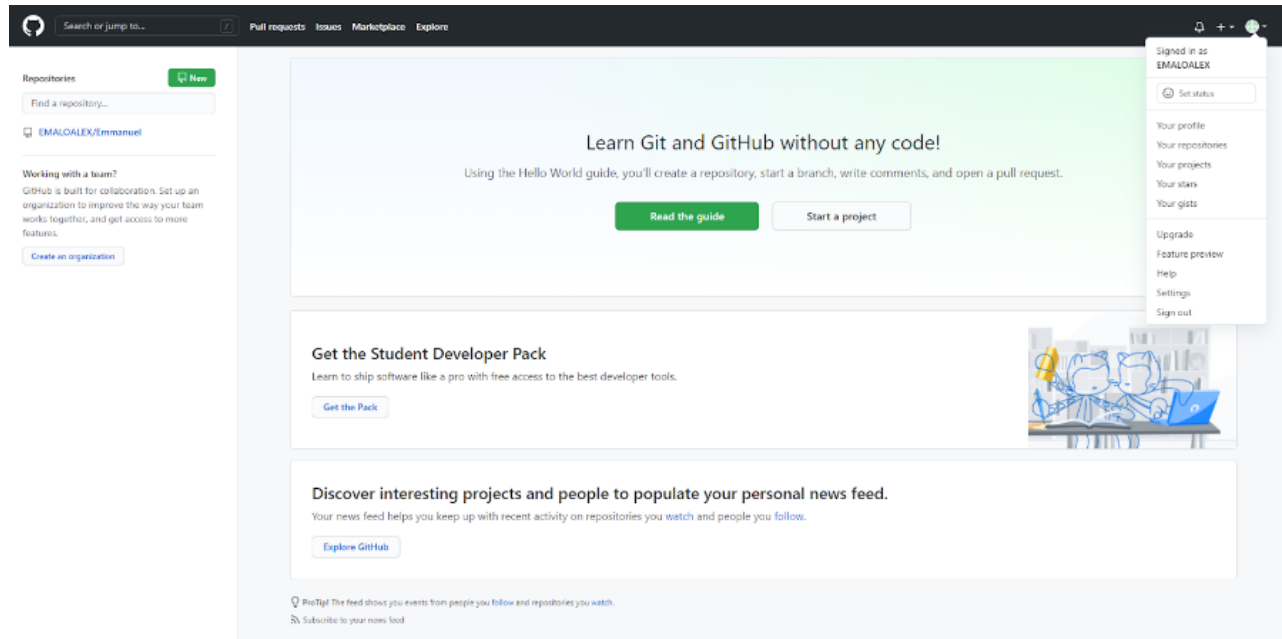 Search or jump to... /
Pull requests Issues Marketplace Explore
Repositories
New
Find a repository...
EMALOALEX/Emmanuel
Working with a team?
GitHub is built for collaboration. Set up an
organization to improve the way your team
works together, and get access to more
features.
Create an organization
Learn Git and GitHub without any code!
Using the Hello World guide, you'll create a repository, start a branch, write comments, and open a pull request.
Read the guide
Start a project
Get the Student Developer Pack
Learn to ship software like a pro with free access to the best developer tools.
Get the Pack
Discover interesting projects and people to populate your personal news feed.
Your news feed helps you keep up with recent activity on repositories you watch and people you follow.
Explore GitHub
ProTip! The feed shows you events from people you follow and repositories you watch.
Subscribe to your news feed
Signed in as
EMALOALEX
Set status
Your profile
Your repositories
Your projects
Your stars
Your gists
Upgrade
Feature preview
Help
Settings
Sign out